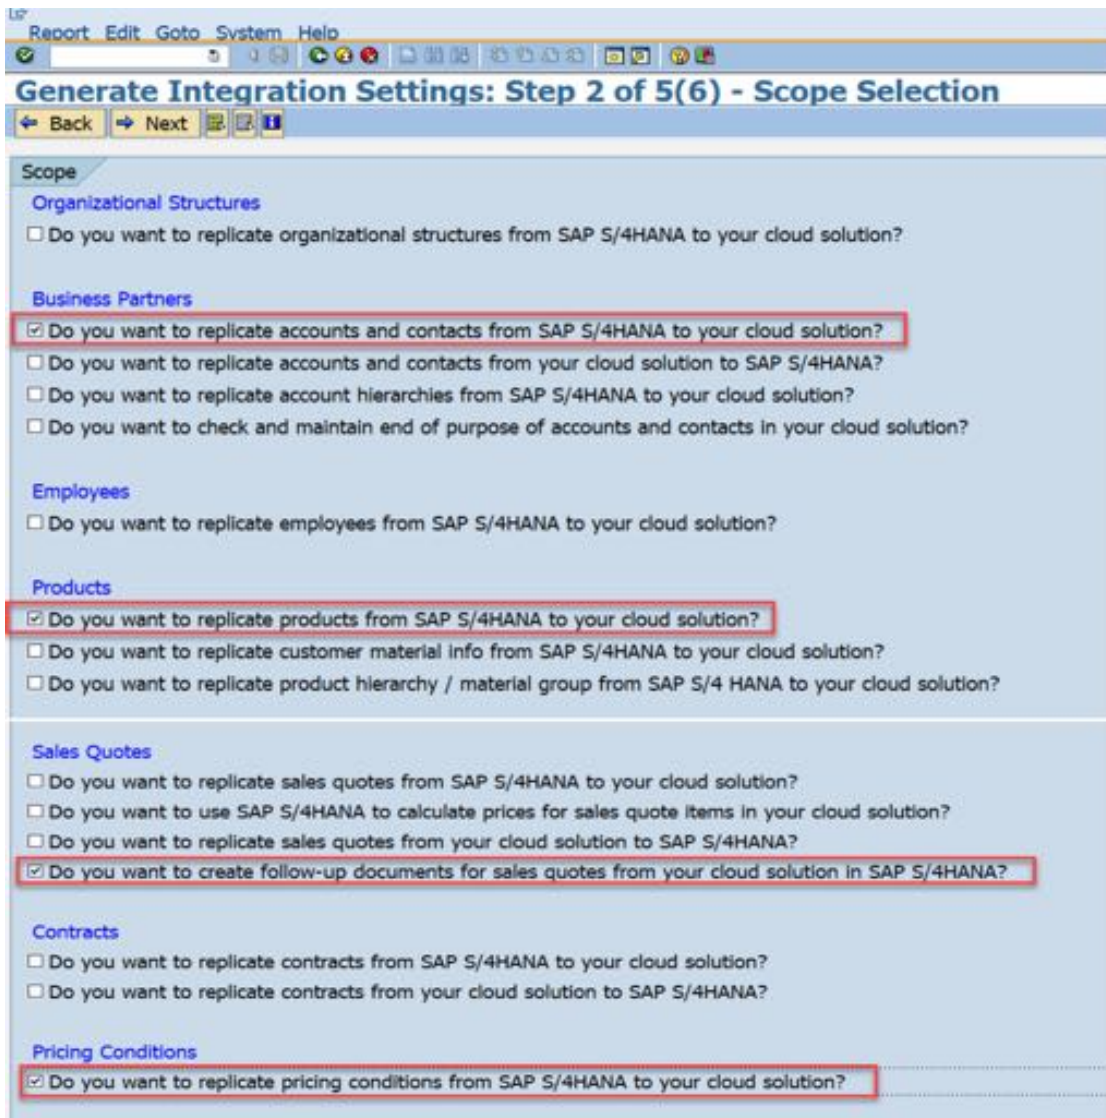 Report Edit Goto System Help
Generate Integration Settings: Step 2 of 5(6) - Scope Selection
Back Next
Scope
Organizational Structures
Do you want to replicate organizational structures from SAP S/4HANA to your cloud solution?
Business Partners
Do you want to replicate accounts and contacts from SAP S/4HANA to your cloud solution?
Do you want to replicate accounts and contacts from your cloud solution to SAP S/4HANA?
Do you want to replicate account hierarchies from SAP S/4HANA to your cloud solution?
Do you want to check and maintain end of purpose of accounts and contacts in your cloud solution?
Employees
Do you want to replicate employees from SAP S/4HANA to your cloud solution?
Products
Do you want to replicate products from SAP S/4HANA to your cloud solution?
Do you want to replicate customer material info from SAP S/4HANA to your cloud solution?
Do you want to replicate product hierarchy / material group from SAP S/4 HANA to your cloud solution?
Sales Quotes
Do you want to replicate sales quotes from SAP S/4HANA to your cloud solution?
Do you want to use SAP S/4HANA to calculate prices for sales quote items in your cloud solution?
Do you want to replicate sales quotes from your cloud solution to SAP S/4HANA?
Do you want to create follow-up documents for sales quotes from your cloud solution in SAP S/4HANA?
Contracts
Do you want to replicate contracts from SAP S/4HANA to your cloud solution?
Do you want to replicate contracts from your cloud solution to SAP S/4HANA?
Pricing Conditions
Do you want to replicate pricing conditions from SAP S/4HANA to your cloud solution?